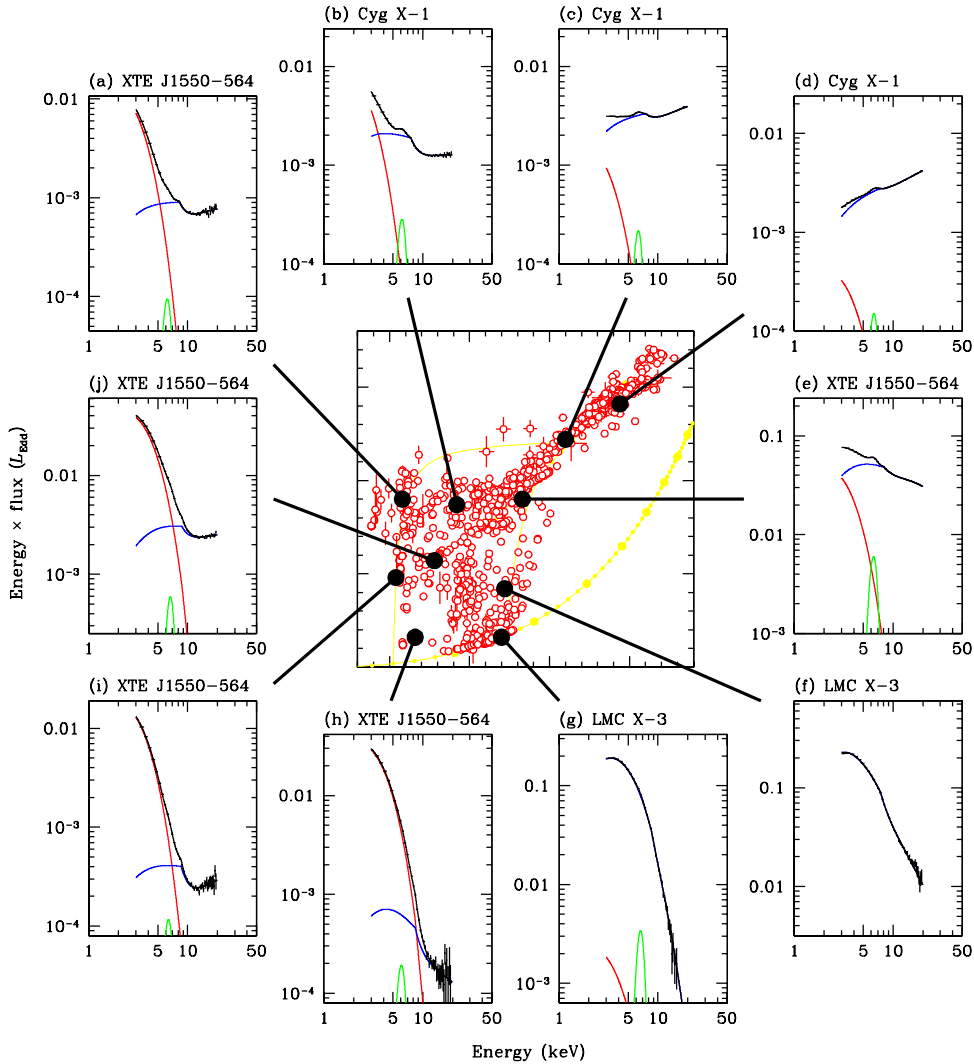 (b) Cyg X−1
(c) Cyg X−1
(a) XTE J1550−564
(d) Cyg X−1
0.01
10⁻³
10⁻⁴
1 5 10 50
0.01
10⁻³
10⁻⁴
1 5 10 50
0.01
10⁻³
10⁻⁴
1 5 10 50
0.01
10⁻³
10⁻⁴
1 5 10 50
(j) XTE J1550−564
(e) XTE J1550−564
0.01
10⁻³
1 5 10 50
0.1
0.01
10⁻³
1 5 10 50
Energy × flux (L_Edd)
(i) XTE J1550−564
(h) XTE J1550−564
(g) LMC X−3
(f) LMC X−3
0.01
10⁻³
10⁻⁴
1 5 10 50
0.01
10⁻³
10⁻⁴
1 5 10 50
0.1
0.01
10⁻³
1 5 10 50
0.1
0.01
1 5 10 50
Energy (keV)